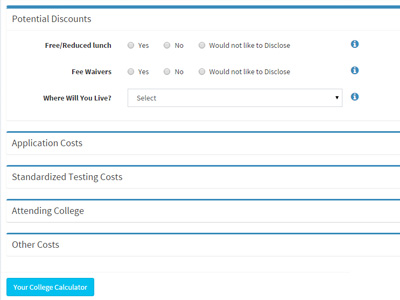 Potential Discounts
Free/Reduced lunch Yes No Would not like to Disclose
Fee Waivers Yes No Would not like to Disclose
Where Will You Live? Select
Application Costs
Standardized Testing Costs
Attending College
Other Costs
Your College Calculator